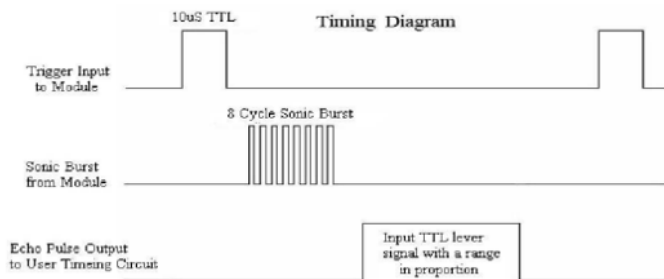 10uS TTL
Timing Diagram
Trigger Input
to Module
8 Cycle Sonic Burst
Sonic Burst
from Module
Echo Pulse Output
to User Timeing Circuit
Input TTL lever
signal with a range
in proportion